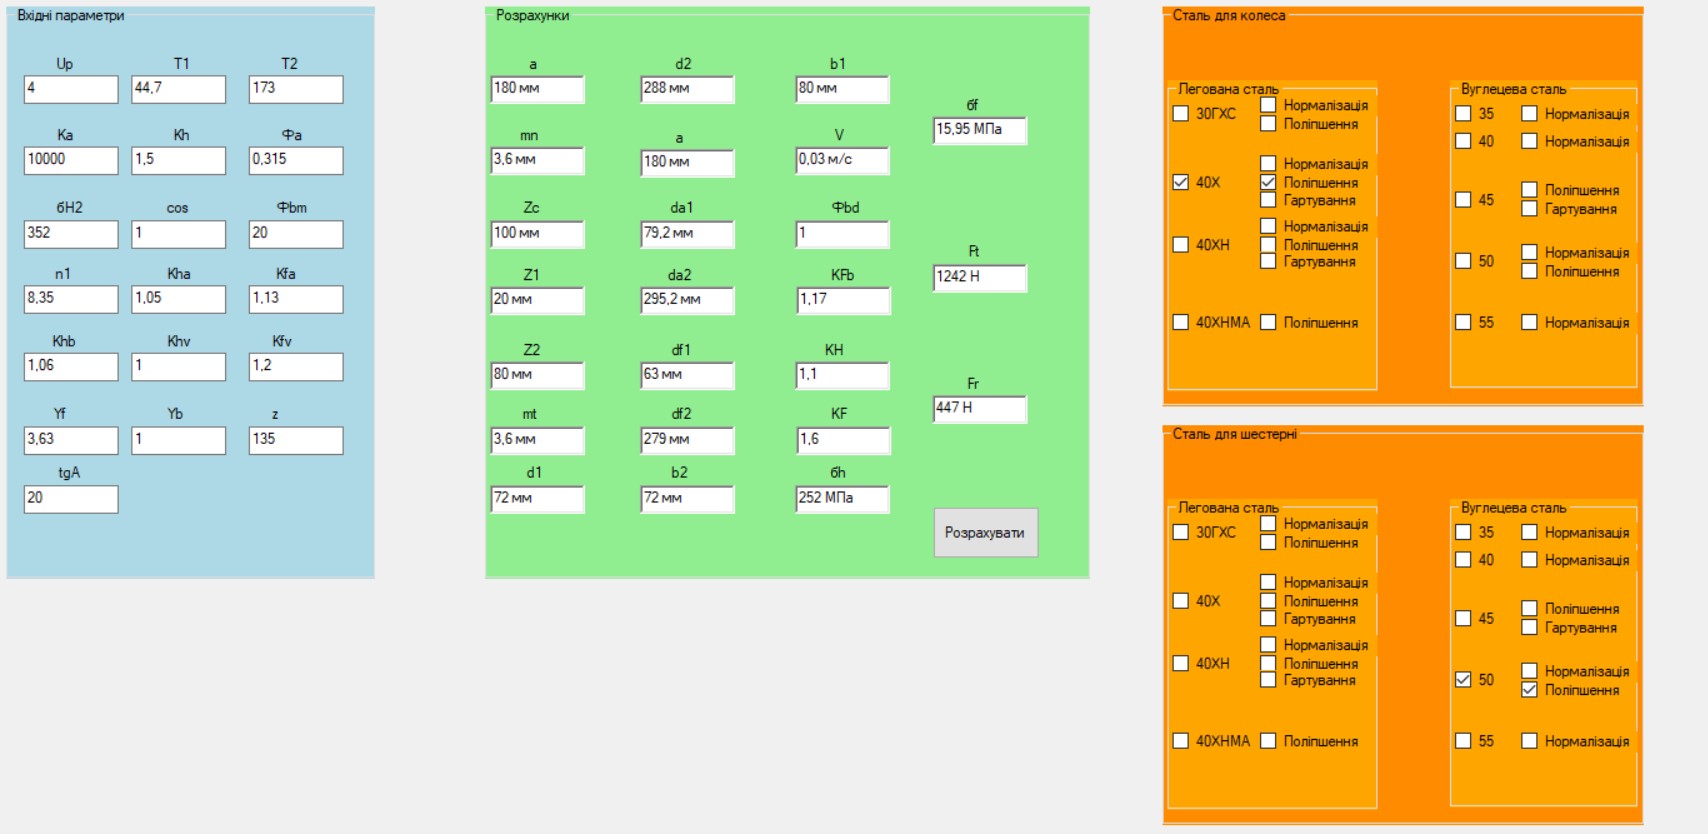 Вхідні параметри
Up T1 T2
4 44,7 173
Ka Kh Фа
10000 1,5 0,315
бН2 cos Фbm
352 1 20
n1 Kha Kfa
8,35 1,05 1,13
Khb Khv Kfv
1,06 1 1,2
Yf Yb z
3,63 1 135
tgA
20
Розрахунки
a d2 b1
180 мм 288 мм 80 мм
mn a V
3,6 мм 180 мм 0,03 м/с
Zc da1 Фbd
100 мм 79,2 мм 1
Z1 da2 KFb
20 мм 295,2 мм 1,17
Z2 df1 KH
80 мм 63 мм 1,1
mt df2 KF
3,6 мм 279 мм 1,6
d1 b2 бh
72 мм 72 мм 252 МПа
бf
15,95 МПа
Ft
1242 Н
Fr
447 Н
Розрахувати
Сталь для колеса
Легована сталь
30ГХС Нормалізація
Поліпшення
Нормалізація
40Х Поліпшення
Гартування
Нормалізація
40ХН Поліпшення
Гартування
40ХНМА Поліпшення
Вуглецева сталь
35 Нормалізація
40 Нормалізація
Поліпшення
45
Гартування
Нормалізація
50
Поліпшення
55 Нормалізація
Сталь для шестерні
Легована сталь
30ГХС Нормалізація
Поліпшення
Нормалізація
40Х Поліпшення
Гартування
Нормалізація
40ХН Поліпшення
Гартування
40ХНМА Поліпшення
Вуглецева сталь
35 Нормалізація
40 Нормалізація
Поліпшення
45
Гартування
Нормалізація
50
Поліпшення
55 Нормалізація